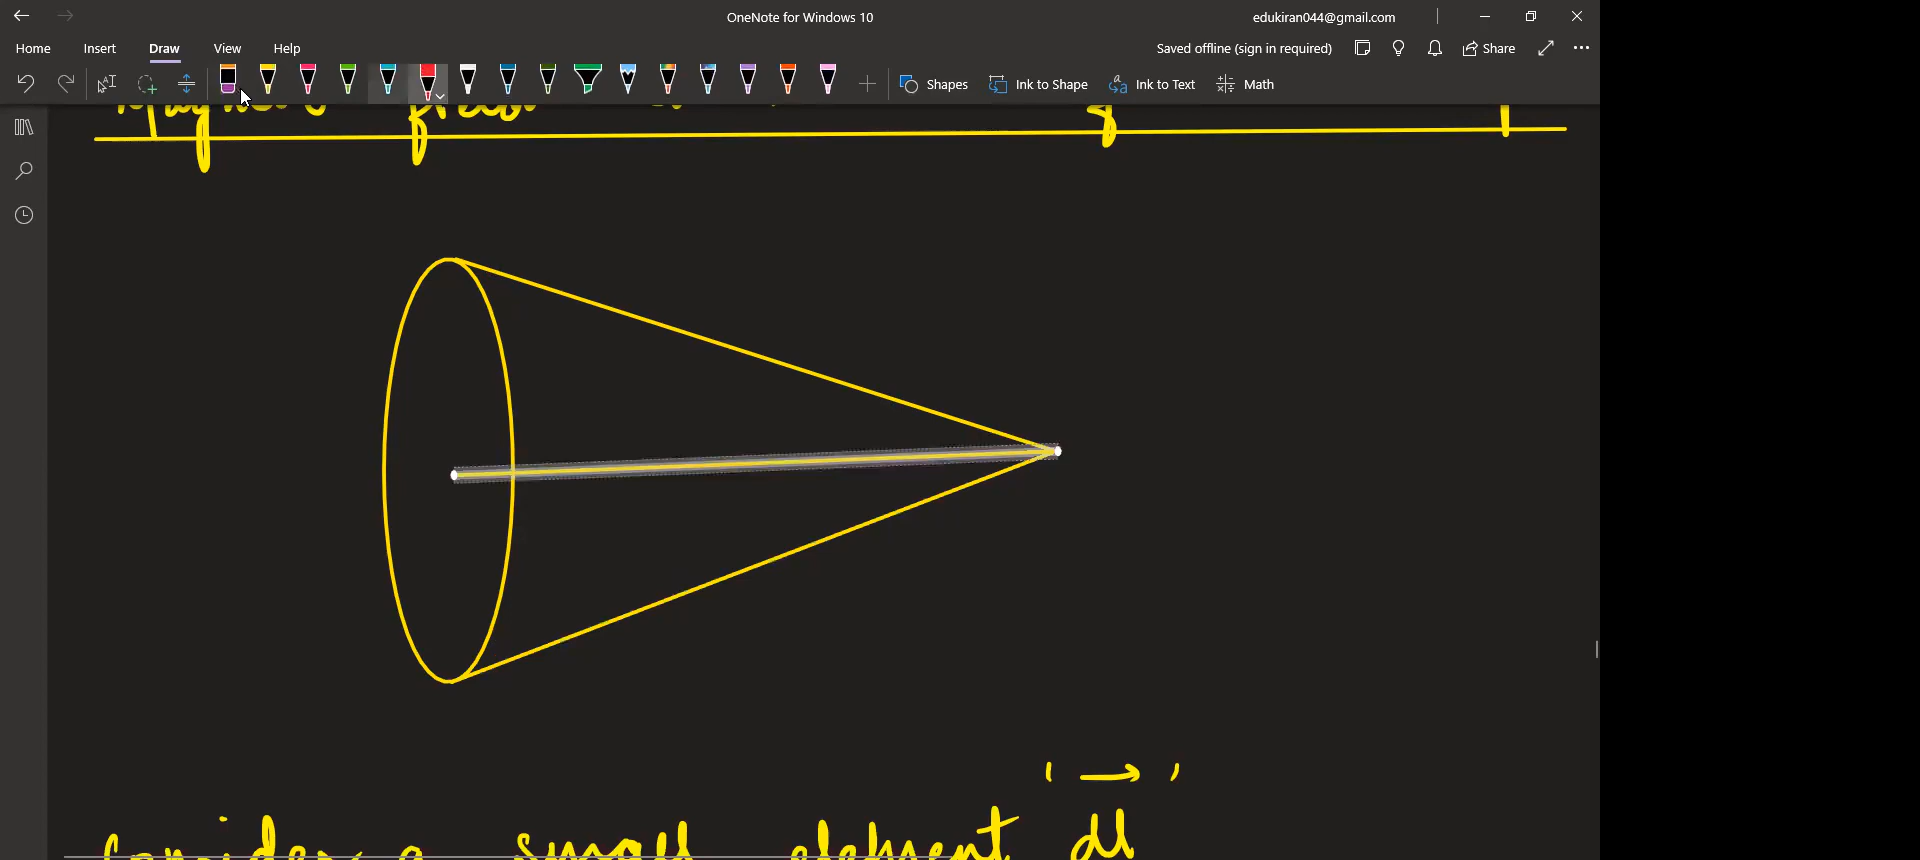 OneNote for Windows 10
edukiran044@gmail.com
Home Insert Draw View Help
Saved offline (sign in required) Share
Shapes Ink to Shape Ink to Text Math
Consider a small element ' → '
dl